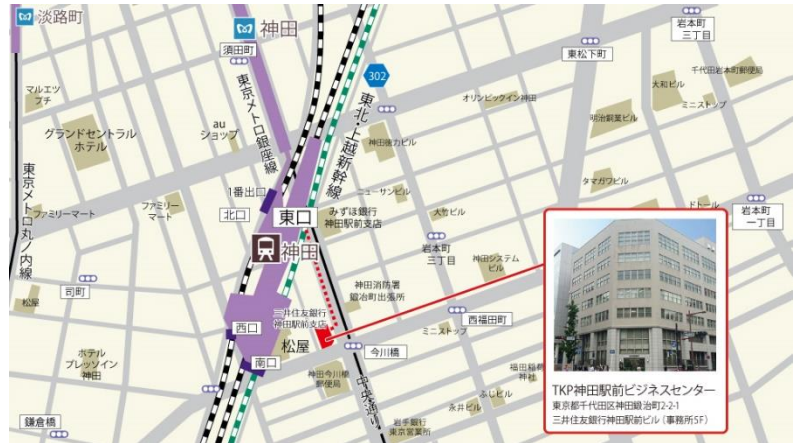 淡路町
神田
須田町
302
岩本町
三丁目
東松下町
千代田岩本町郵便局
大和ビル
ミニストップ
マルエツ
プチ
グランドセントラル
ホテル
au
ショップ
東京メトロ銀座線
東北・上越新幹線
オリンピックイン神田
明治銅業ビル
神田徳力ビル
東京メトロ丸ノ内線
ファミリーマート
ファミリー
マート
1番出口
北口
東口
ニューサンビル
みずほ銀行
神田駅前支店
大竹ビル
タマガワビル
ドトール
岩本町
一丁目
神田
岩本町
三丁目
神田システム
ビル
司町
松屋
神田消防署
鍛冶町出張所
三井住友銀行
神田駅前支店
西口
松屋
南口
ミニストップ
西福田町
今川橋
ホテル
プレッソイン
神田
神田今川橋
郵便局
中央通り
福田稲荷
神社
ふじビル
永井ビル
岩手銀行
東京営業所
鎌倉橋
TKP神田駅前ビジネスセンター
東京都千代田区神田鍛治町2-2-1
三井住友銀行神田駅前ビル（事務所5F）